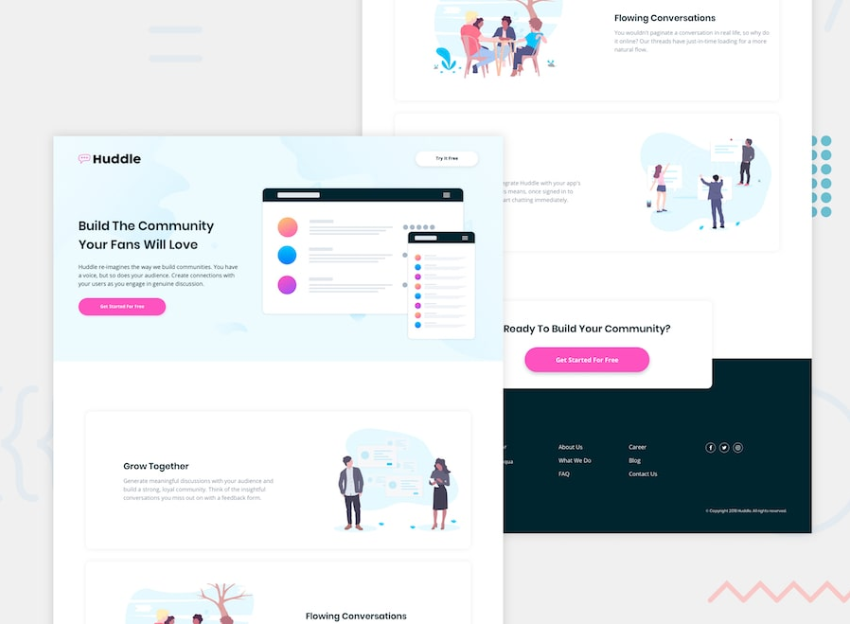 Huddle
Try It Free
Build The Community
Your Fans Will Love
Huddle re-imagines the way we build communities. You have
a voice, but so does your audience. Create connections with
your users as you engage in genuine discussion.
Get Started For Free
Grow Together
Generate meaningful discussions with your audience and
build a strong, loyal community. Think of the insightful
conversations you miss out on with a feedback form.
Flowing Conversations
Flowing Conversations
You wouldn't paginate a conversation in real life, so why do
it online? Our threads have just-in-time loading for a more
natural flow.
egrate Huddle with your app's
s means, once signed in to
an chatting immediately.
Ready To Build Your Community?
Get Started For Free
or
qua
About Us
What We Do
FAQ
Career
Blog
Contact Us
© Copyright 2018 Huddle. All rights reserved.